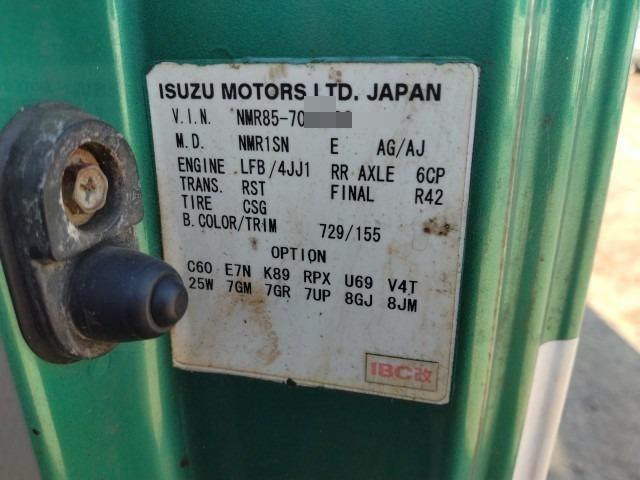 ISUZU MOTORS LTD. JAPAN
V.I.N. NMR85-70
M.D. NMR1SN E AG/AJ
ENGINE LFB/4JJ1 RR AXLE 6CP
TRANS. RST FINAL R42
TIRE CSG
B.COLOR/TRIM 729/155
OPTION
C60 E7N K89 RPX U69 V4T
25W 7GM 7GR 7UP 8GJ 8JM
IBC改